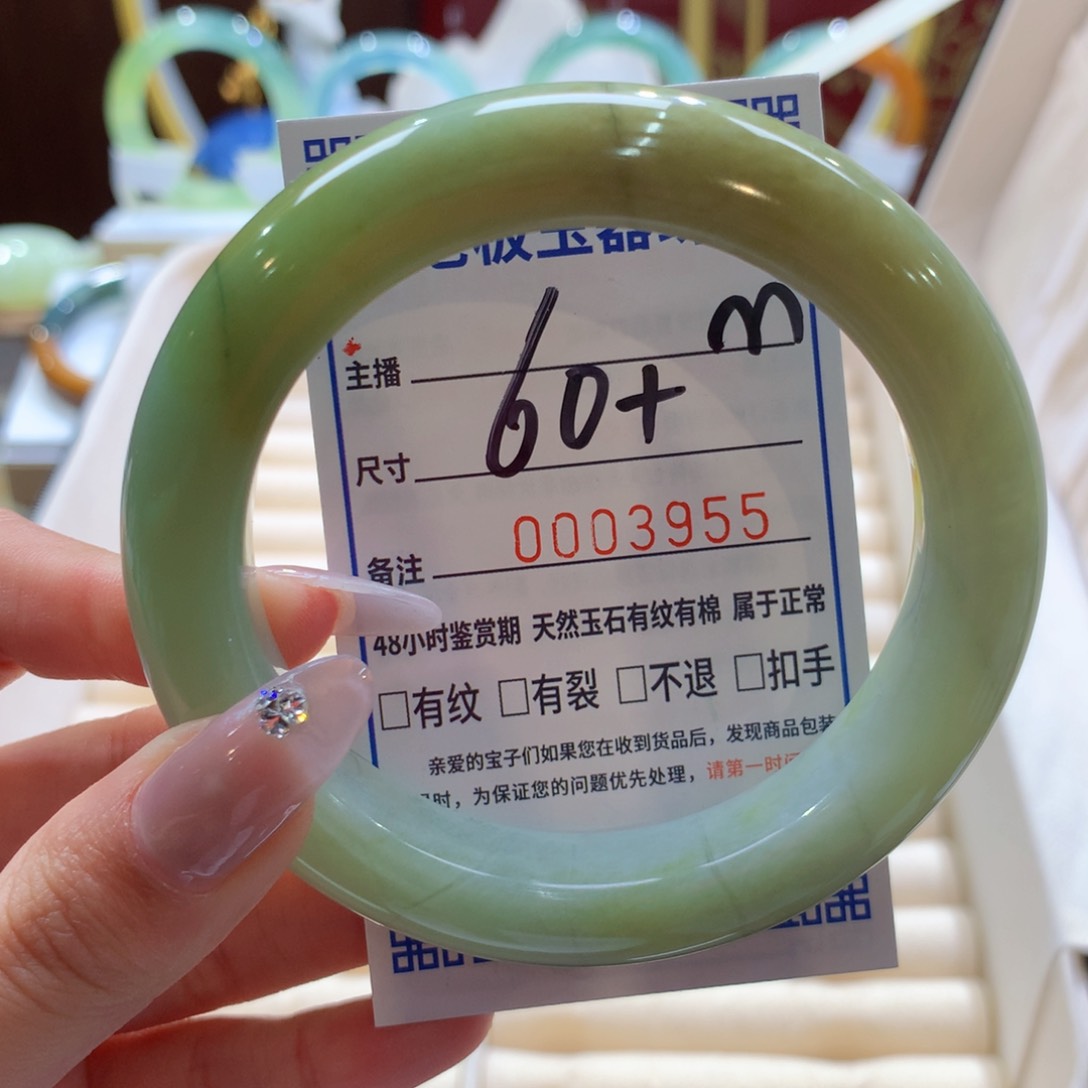 板玉器
主播 m
尺寸 60+
备注 0003955
48小时鉴赏期 天然玉石有纹有棉 属于正常
□有纹 □有裂 □不退 □扣手
亲爱的宝子们如果您在收到货品后，发现商品包装
时，为保证您的问题优先处理，请第一时间